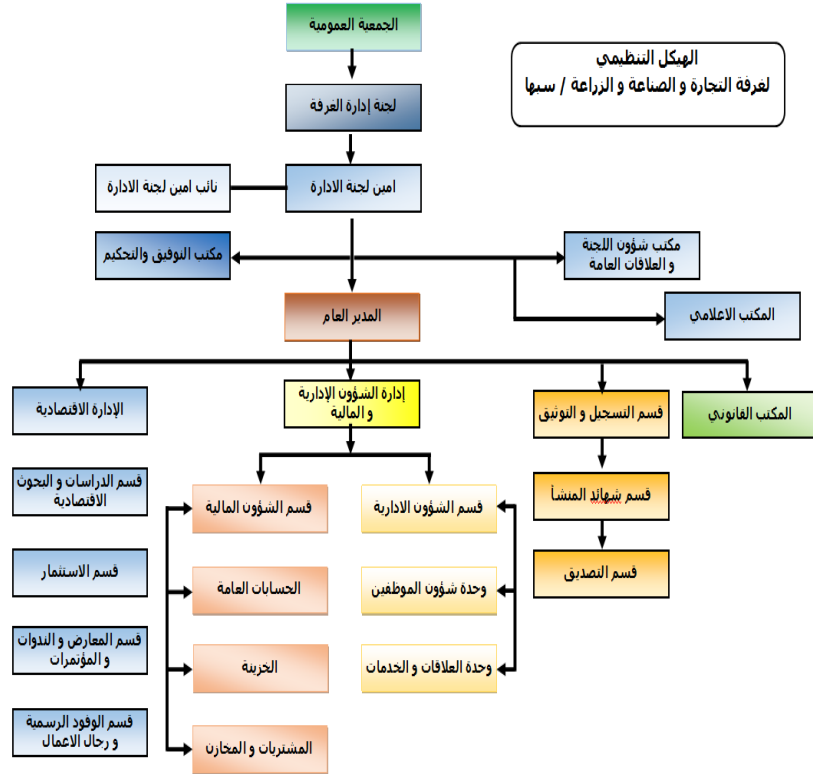 الجمعية العمومية
الهيكل التنظيمي
لغرفة التجارة و الصناعة و الزراعة / سبها
لجنة إدارة الغرفة
امين لجنة الادارة
نائب امين لجنة الادارة
مكتب شؤون اللجنة
و العلاقات العامة
مكتب التوفيق والتحكيم
المكتب الاعلامي
المدير العام
المكتب القانوني
قسم التسجيل و التوثيق
إدارة الشؤون الإدارية
و المالية
الإدارة الاقتصادية
قسم شهائد المنشأ
قسم الشؤون الادارية
قسم الشؤون المالية
قسم الدراسات و البحوث
الاقتصادية
قسم التصديق
وحدة شؤون الموظفين
الحسابات العامة
قسم الاستثمار
وحدة العلاقات و الخدمات
الخزينة
قسم المعارض و الندوات
و المؤتمرات
المشتريات و المخازن
قسم الوفود الرسمية
و رجال الاعمال